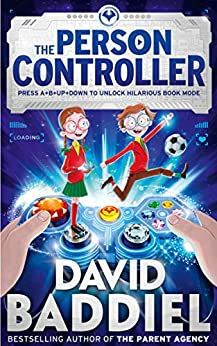 THE PERSON
CONTROLLER
PRESS A+B+UP+DOWN TO UNLOCK HILARIOUS BOOK MODE
LOADING
DAVID
BADDIEL
BESTSELLING AUTHOR OF THE PARENT AGENCY